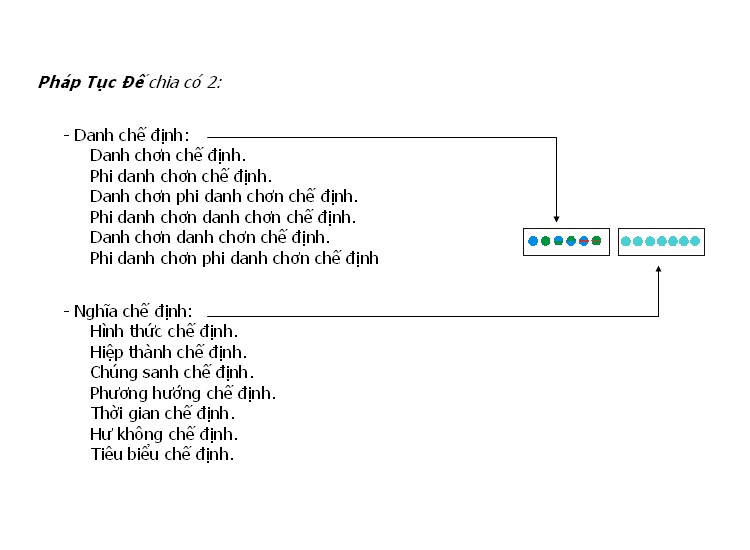 Pháp Tục Đế chia có 2:
- Danh chế định:
Danh chơn chế định.
Phi danh chơn chế định.
Danh chơn phi danh chơn chế định.
Phi danh chơn danh chơn chế định.
Danh chơn danh chơn chế định.
Phi danh chơn phi danh chơn chế định
- Nghĩa chế định:
Hình thức chế định.
Hiệp thành chế định.
Chúng sanh chế định.
Phương hướng chế định.
Thời gian chế định.
Hư không chế định.
Tiêu biểu chế định.